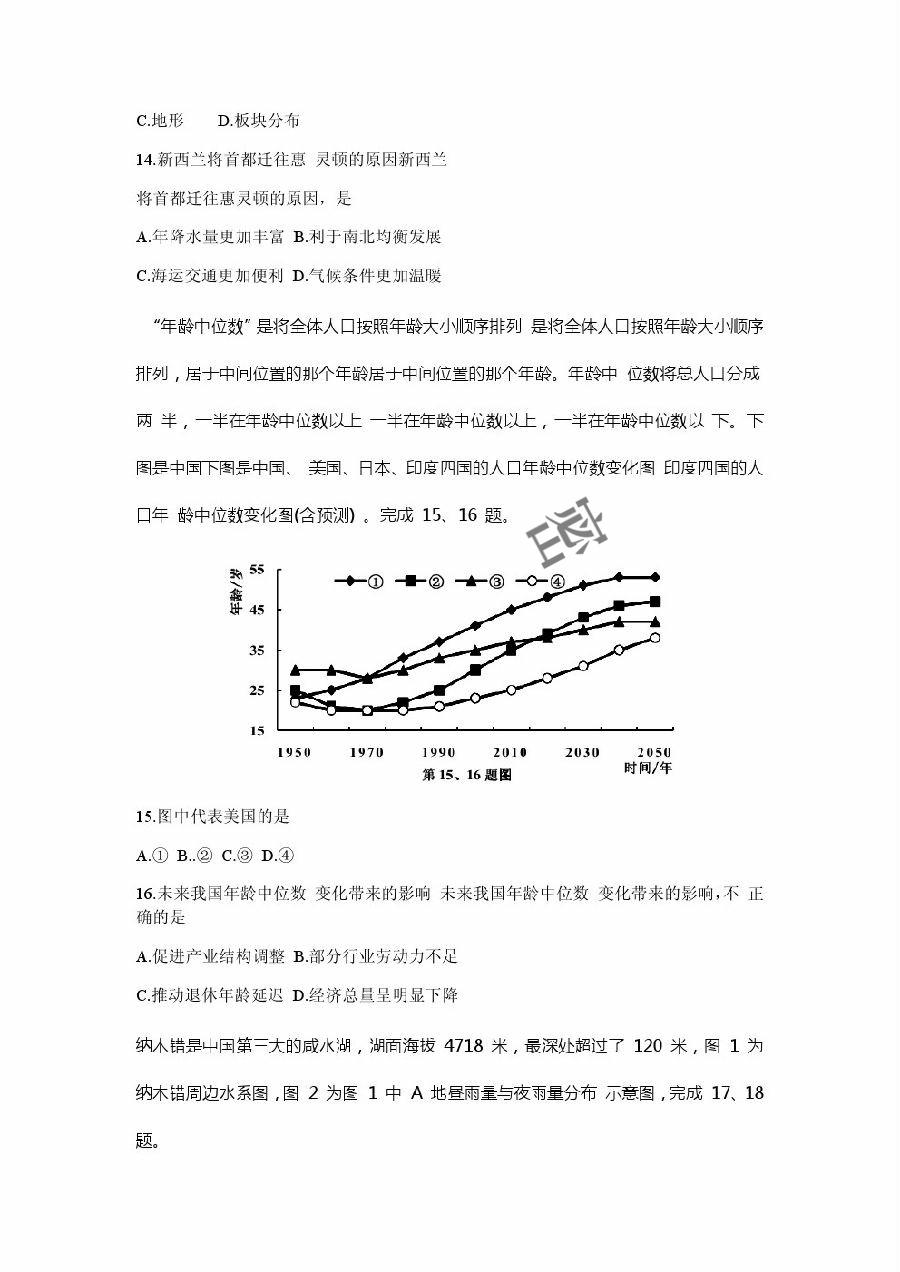 C.地形 D.板块分布
14.新西兰将首都迁往惠 灵顿的原因新西兰
将首都迁往惠灵顿的原因，是
A.年降水量更加丰富 B.利于南北均衡发展
C.海运交通更加便利 D.气候条件更加温暖
“年龄中位数”是将全体人口按照年龄大小顺序排列 是将全体人口按照年龄大小顺序
排列，居于中间位置的那个年龄居于中间位置的那个年龄。年龄中 位数将总人口分成
两 半，一半在年龄中位数以上 一半在年龄中位数以上，一半在年龄中位数以 下。下
图是中国下图是中国、 美国、日本、印度四国的人口年龄中位数变化图 印度四国的人
口年 龄中位数变化图(含预测) 。完成 15、16 题。
年龄/岁
55
45
35
25
15
① ② ③ ④
1950 1970 1990 2010 2030 2050
时间/年
第 15、16 题图
15.图中代表美国的是
A.① B..② C.③ D.④
16.未来我国年龄中位数 变化带来的影响 未来我国年龄中位数 变化带来的影响，不 正
确的是
A.促进产业结构调整 B.部分行业劳动力不足
C.推动退休年龄延迟 D.经济总量呈明显下降
纳木错是中国第三大的咸水湖，湖面海拔 4718 米，最深处超过了 120 米，图 1 为
纳木错周边水系图，图 2 为图 1 中 A 地昼雨量与夜雨量分布 示意图，完成 17、18
题。